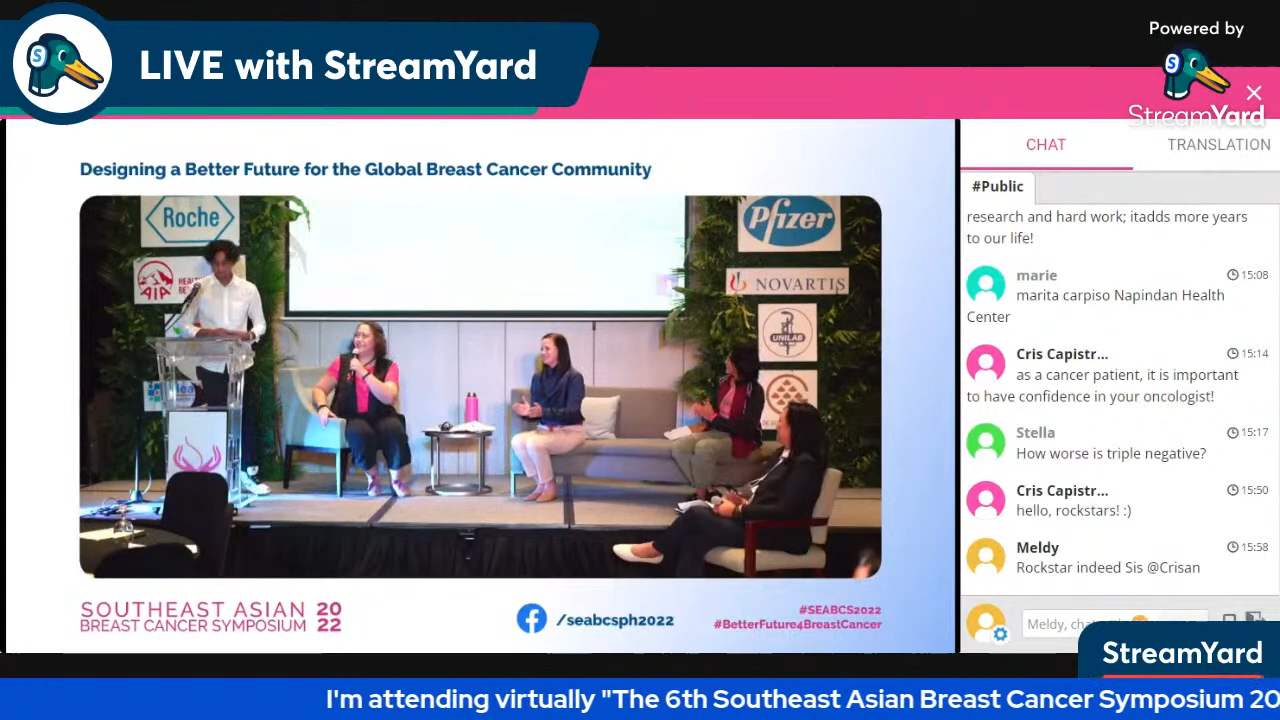 LIVE with StreamYard
Powered by
StreamYard
CHAT
TRANSLATION
#Public
research and hard work; itadds more years
to our life!
marie
15:08
marita carpiso Napindan Health
Center
Cris Capistr...
15:14
as a cancer patient, it is important
to have confidence in your oncologist!
Stella
15:17
How worse is triple negative?
Cris Capistr...
15:50
hello, rockstars! :)
Meldy
15:58
Rockstar indeed Sis @Crisan
Designing a Better Future for the Global Breast Cancer Community
Roche
AIA
Pfizer
NOVARTIS
UNILAB
SOUTHEAST ASIAN 20
BREAST CANCER SYMPOSIUM 22
/seabcsph2022
#SEABCS2022
#BetterFuture4BreastCancer
Meldy,
StreamYard
I'm attending virtually "The 6th Southeast Asian Breast Cancer Symposium 20